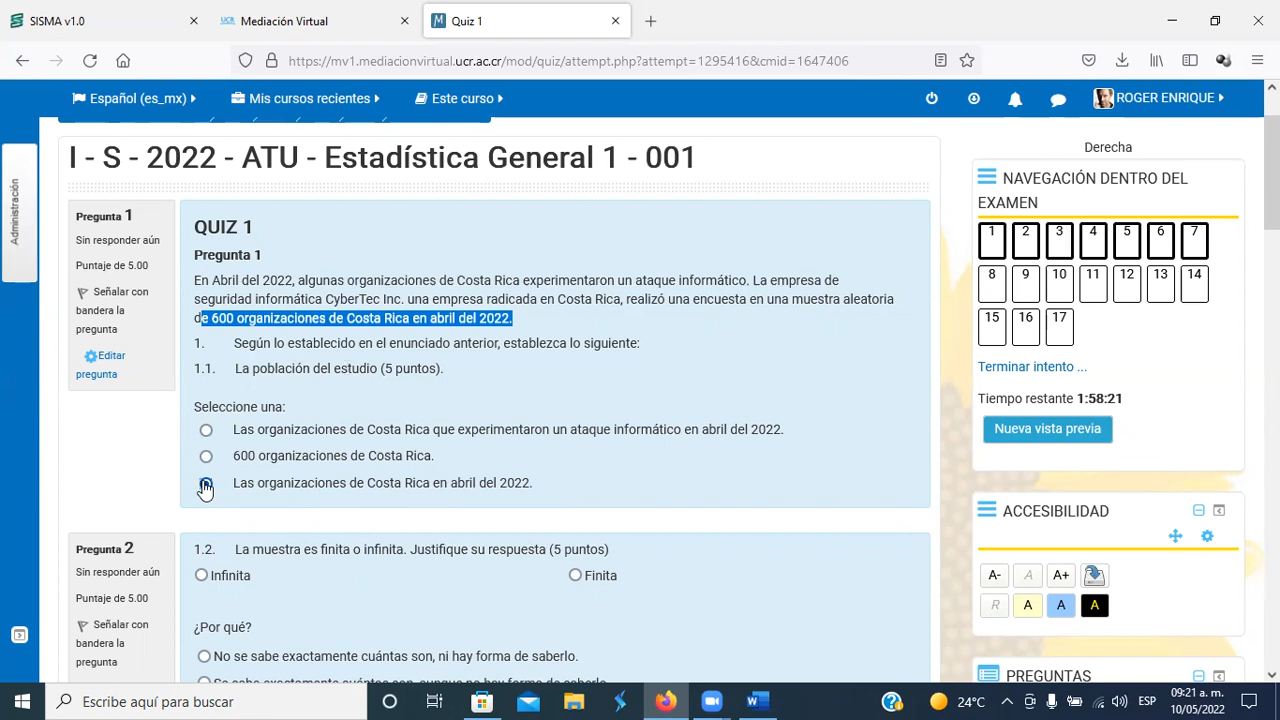 SISMA v1.0
UCR Mediación Virtual
M Quiz 1
https://mv1.mediacionvirtual.ucr.ac.cr/mod/quiz/attempt.php?attempt=1295416&cmid=1647406
Español (es_mx)
Mis cursos recientes
Este curso
ROGER ENRIQUE
Administración
I - S - 2022 - ATU - Estadística General 1 - 001
Pregunta 1
Sin responder aún
Puntaje de 5.00
Señalar con
bandera la
pregunta
Editar
pregunta
QUIZ 1
Pregunta 1
En Abril del 2022, algunas organizaciones de Costa Rica experimentaron un ataque informático. La empresa de
seguridad informática CyberTec Inc. una empresa radicada en Costa Rica, realizó una encuesta en una muestra aleatoria
de 600 organizaciones de Costa Rica en abril del 2022.
1. Según lo establecido en el enunciado anterior, establezca lo siguiente:
1.1. La población del estudio (5 puntos).
Seleccione una:
Las organizaciones de Costa Rica que experimentaron un ataque informático en abril del 2022.
600 organizaciones de Costa Rica.
Las organizaciones de Costa Rica en abril del 2022.
Pregunta 2
Sin responder aún
Puntaje de 5.00
Señalar con
bandera la
pregunta
1.2. La muestra es finita o infinita. Justifique su respuesta (5 puntos)
Infinita Finita
¿Por qué?
No se sabe exactamente cuántas son, ni hay forma de saberlo.
Se sabe exactamente cuántas son, aunque no hay forma de saberlo.
Derecha
NAVEGACIÓN DENTRO DEL
EXAMEN
1 2 3 4 5 6 7
8 9 10 11 12 13 14
15 16 17
Terminar intento ...
Tiempo restante 1:58:21
Nueva vista previa
ACCESIBILIDAD
A- A A+
R A A A
PREGUNTAS
Escribe aquí para buscar
24°C
ESP
09:21 a. m.
10/05/2022